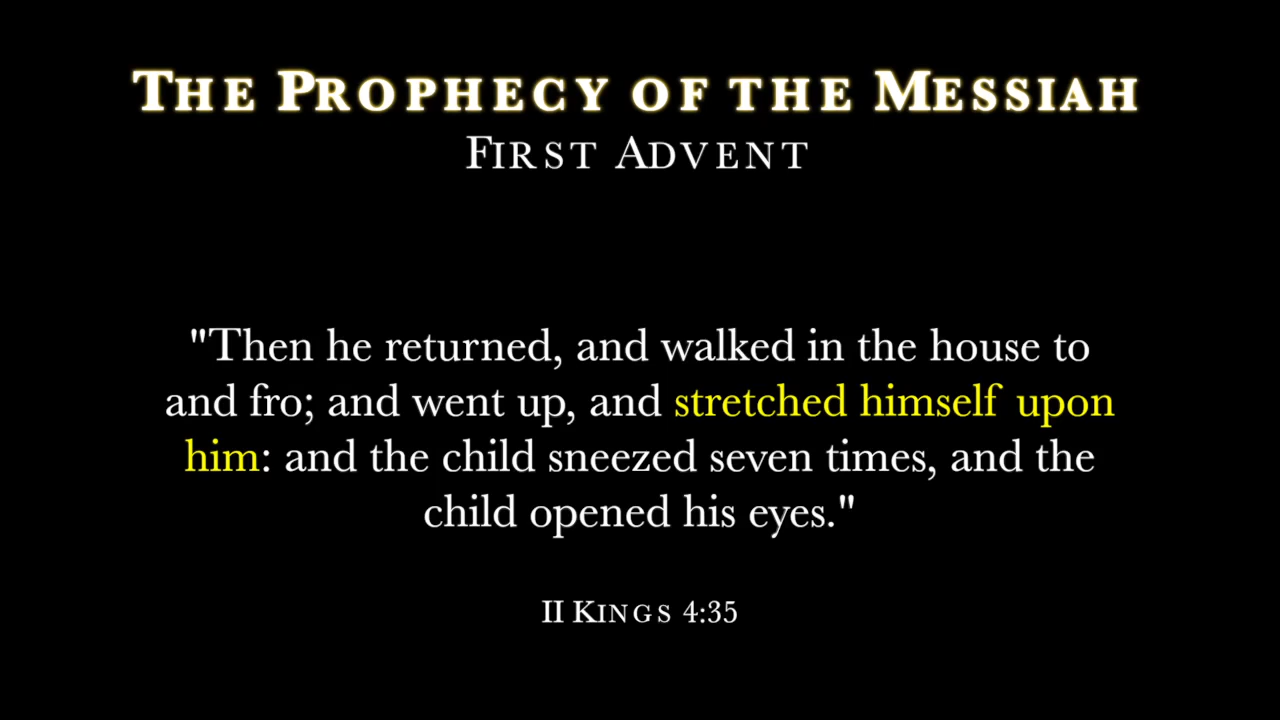 THE PROPHECY OF THE MESSIAH
FIRST ADVENT
"Then he returned, and walked in the house to
and fro; and went up, and stretched himself upon
him: and the child sneezed seven times, and the
child opened his eyes."
II KINGS 4:35